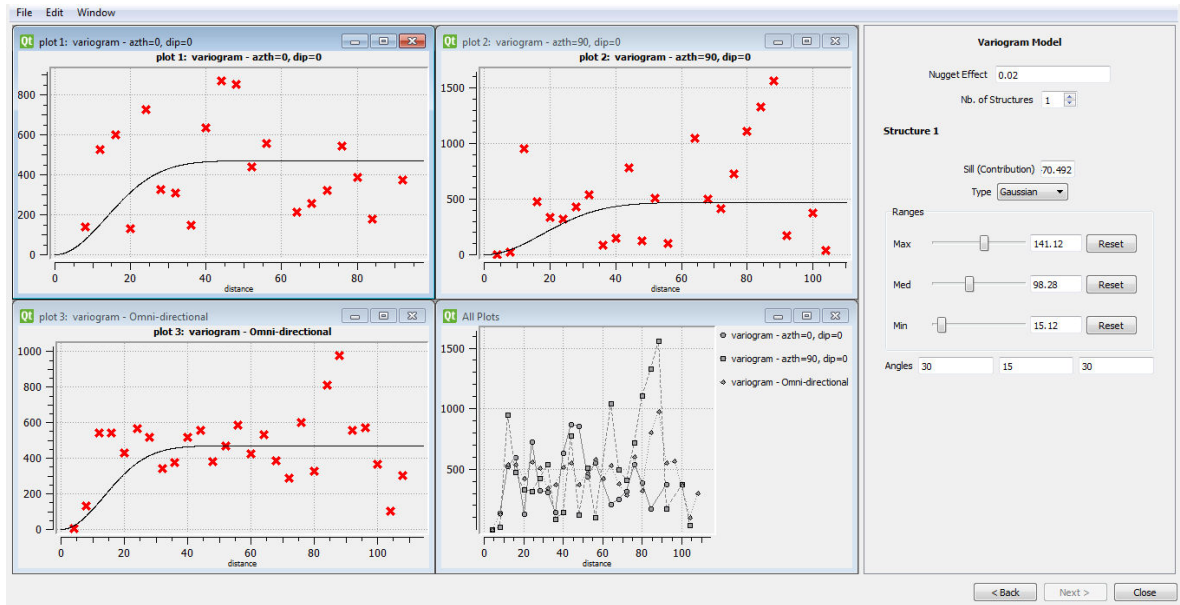 File Edit Window
plot 1: variogram - azth=0, dip=0
plot 1: variogram - azth=0, dip=0
800
600
400
200
0
0 20 40 60 80
distance
plot 2: variogram - azth=90, dip=0
plot 2: variogram - azth=90, dip=0
1500
1000
500
0
0 20 40 60 80 100
distance
plot 3: variogram - Omni-directional
plot 3: variogram - Omni-directional
1000
800
600
400
200
0
0 20 40 60 80 100
distance
All Plots
variogram - azth=0, dip=0
variogram - azth=90, dip=0
variogram - Omni-directional
1500
1000
500
0 20 40 60 80 100
distance
Variogram Model
Nugget Effect 0.02
Nb. of Structures 1
Structure 1
Sill (Contribution) 70.492
Type Gaussian
Ranges
Max 141.12 Reset
Med 98.28 Reset
Min 15.12 Reset
Angles 30 15 30
< Back Next > Close